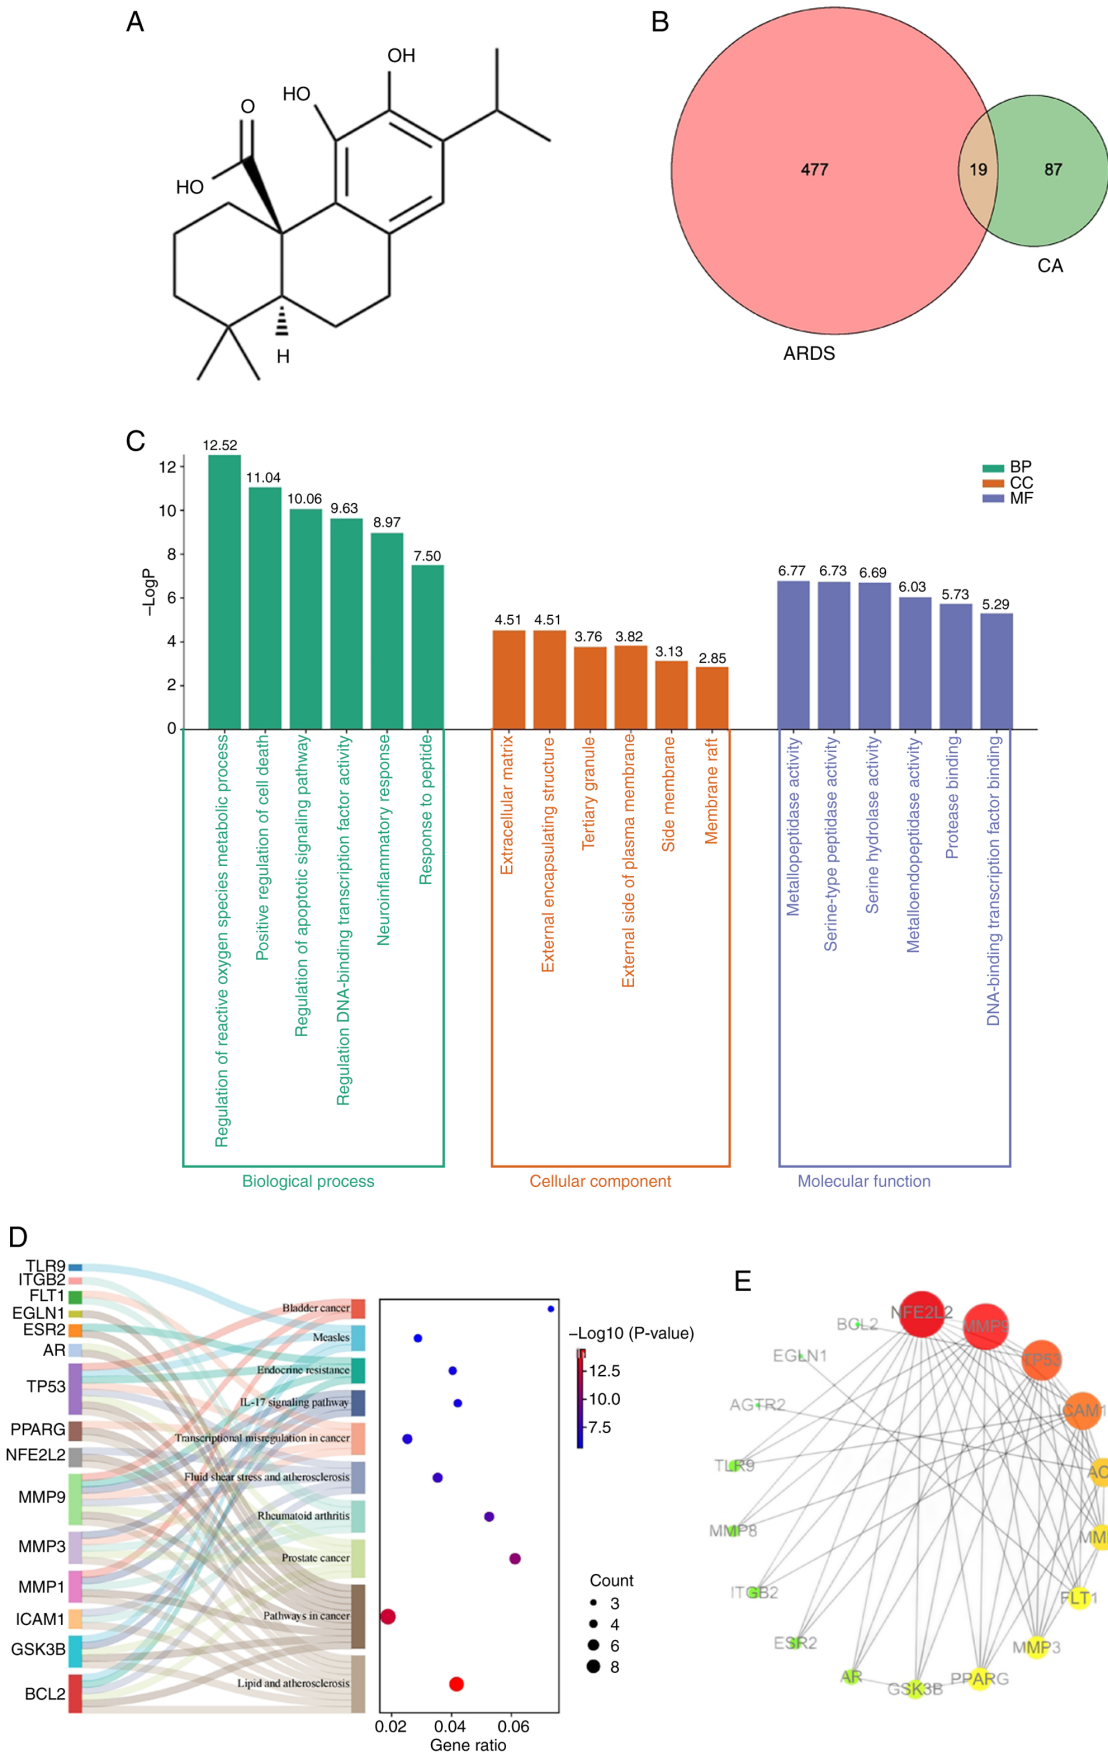 A
OH
HO
O
HO
H
B
477
19
87
CA
ARDS
C
–LogP
12
10
8
6
4
2
0
12.52
11.04
10.06
9.63
8.97
7.50
4.51
4.51
3.76
3.82
3.13
2.85
6.77
6.73
6.69
6.03
5.73
5.29
BP
CC
MF
Regulation of reactive oxygen species metabolic process
Positive regulation of cell death
Regulation of apoptotic signaling pathway
Regulation DNA-binding transcription factor activity
Neuroinflammatory response
Response to peptide
Extracellular matrix
External encapsulating structure
Tertiary granule
External side of plasma membrane
Side membrane
Membrane raft
Metallopeptidase activity
Serine-type peptidase activity
Serine hydrolase activity
Metalloendopeptidase activity
Protease binding
DNA-binding transcription factor binding
Biological process
Cellular component
Molecular function
D
TLR9
ITGB2
FLT1
EGLN1
ESR2
AR
TP53
PPARG
NFE2L2
MMP9
MMP3
MMP1
ICAM1
GSK3B
BCL2
Bladder cancer
Measles
Endocrine resistance
IL-17 signaling pathway
Transcriptional misregulation in cancer
Fluid shear stress and atherosclerosis
Rheumatoid arthritis
Prostate cancer
Pathways in cancer
Lipid and atherosclerosis
0.02
0.04
0.06
Gene ratio
–Log10 (P-value)
12.5
10.0
7.5
Count
3
4
6
8
E
NFE2L2
MMP9
TP53
ICAM1
AC
MM
FLT1
MMP3
PPARG
GSK3B
AR
ESR2
ITGB2
MMP8
TLR9
AGTR2
EGLN1
BCL2